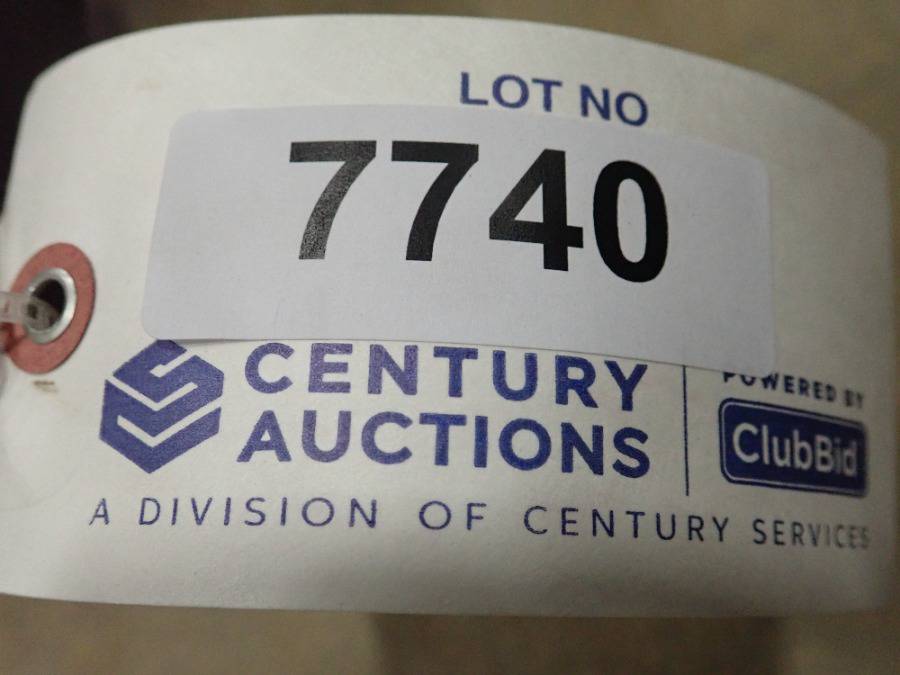 LOT NO
7740
CENTURY
AUCTIONS
POWERED BY
ClubBid
A DIVISION OF CENTURY SERVICES